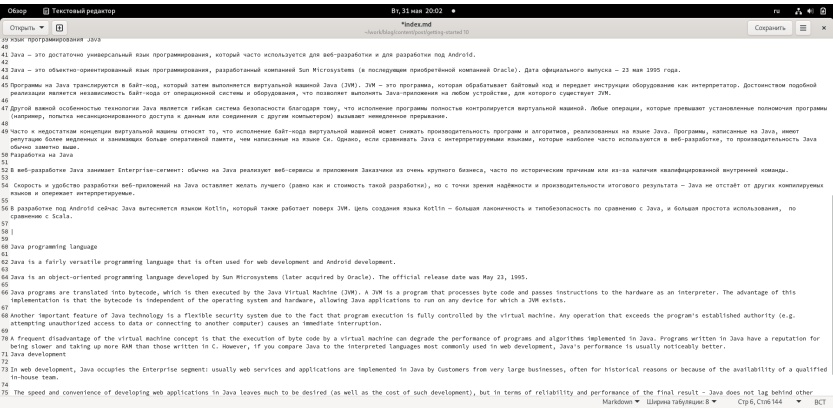 Обзор Текстовый редактор Вт, 31 мая 20:02 ru
Открыть *index.md Сохранить
39 Язык программирования Java
40
41 Java — это достаточно универсальный язык программирования, который часто используется для веб-разработки и для разработки под Android.
42
43 Java — это объектно-ориентированный язык программирования, разработанный компанией Sun Microsystems (в последующем приобретённой компанией Oracle). Дата официального выпуска — 23 мая 1995 года.
44
45 Программы на Java транслируются в байт-код, который затем выполняется виртуальной машиной Java (JVM). JVM — это программа, которая обрабатывает байтовый код и передает инструкции оборудованию как интерпретатор. Достоинством подобной
реализации является независимость байт-кода от операционной системы и оборудования, что позволяет выполнять Java-приложения на любом устройстве, для которого существует JVM.
46
47 Другой важной особенностью технологии Java является гибкая система безопасности благодаря тому, что исполнение программы полностью контролируется виртуальной машиной. Любые операции, которые превышают установленные полномочия программы
(например, попытка несанкционированного доступа к данным или соединения с другим компьютером) вызывают немедленное прерывание.
48
49 Часто к недостаткам концепции виртуальной машины относят то, что исполнение байт-кода виртуальной машиной может снижать производительность программ и алгоритмов, реализованных на языке Java. Программы, написанные на Java, имеют
репутацию более медленных и занимающих больше оперативной памяти, чем написанные на языке Си. Однако, если сравнивать Java с интерпретируемыми языками, которые наиболее часто используются в веб-разработке, то производительность Java
обычно заметно выше.
50 Разработка на Java
51
52 В веб-разработке Java занимает Enterprise-сегмент: обычно на Java реализуют веб-сервисы и приложения Заказчики из очень крупного бизнеса, часто по историческим причинам или из-за наличия квалифицированной внутренней команды.
53
54 Скорость и удобство разработки веб-приложений на Java оставляет желать лучшего (равно как и стоимость такой разработки), но с точки зрения надёжности и производительности итогового результата — Java не отстаёт от других компилируемых
языков и опережает интерпретируемые.
55
56 В разработке под Android сейчас Java вытесняется языком Kotlin, который также работает поверх JVM. Цель создания языка Kotlin — большая лаконичность и типобезопасность по сравнению с Java, и большая простота использования, по
сравнению с Scala.
57
58
59
60 Java programming language
61
62 Java is a fairly versatile programming language that is often used for web development and Android development.
63
64 Java is an object-oriented programming language developed by Sun Microsystems (later acquired by Oracle). The official release date was May 23, 1995.
65
66 Java programs are translated into bytecode, which is then executed by the Java Virtual Machine (JVM). A JVM is a program that processes byte code and passes instructions to the hardware as an interpreter. The advantage of this
implementation is that the bytecode is independent of the operating system and hardware, allowing Java applications to run on any device for which a JVM exists.
67
68 Another important feature of Java technology is a flexible security system due to the fact that program execution is fully controlled by the virtual machine. Any operation that exceeds the program's established authority (e.g.
attempting unauthorized access to data or connecting to another computer) causes an immediate interruption.
69
70 A frequent disadvantage of the virtual machine concept is that the execution of byte code by a virtual machine can degrade the performance of programs and algorithms implemented in Java. Programs written in Java have a reputation for
being slower and taking up more RAM than those written in C. However, if you compare Java to the interpreted languages most commonly used in web development, Java's performance is usually noticeably better.
71 Java development
72
73 In web development, Java occupies the Enterprise segment: usually web services and applications are implemented in Java by Customers from very large businesses, often for historical reasons or because of the availability of a qualified
in-house team.
74
75 The speed and convenience of developing web applications in Java leaves much to be desired (as well as the cost of such development), but in terms of reliability and performance of the final result - Java does not lag behind other
Markdown Ширина табуляции: 8 Стр 6, Стлб 144 ВСТ